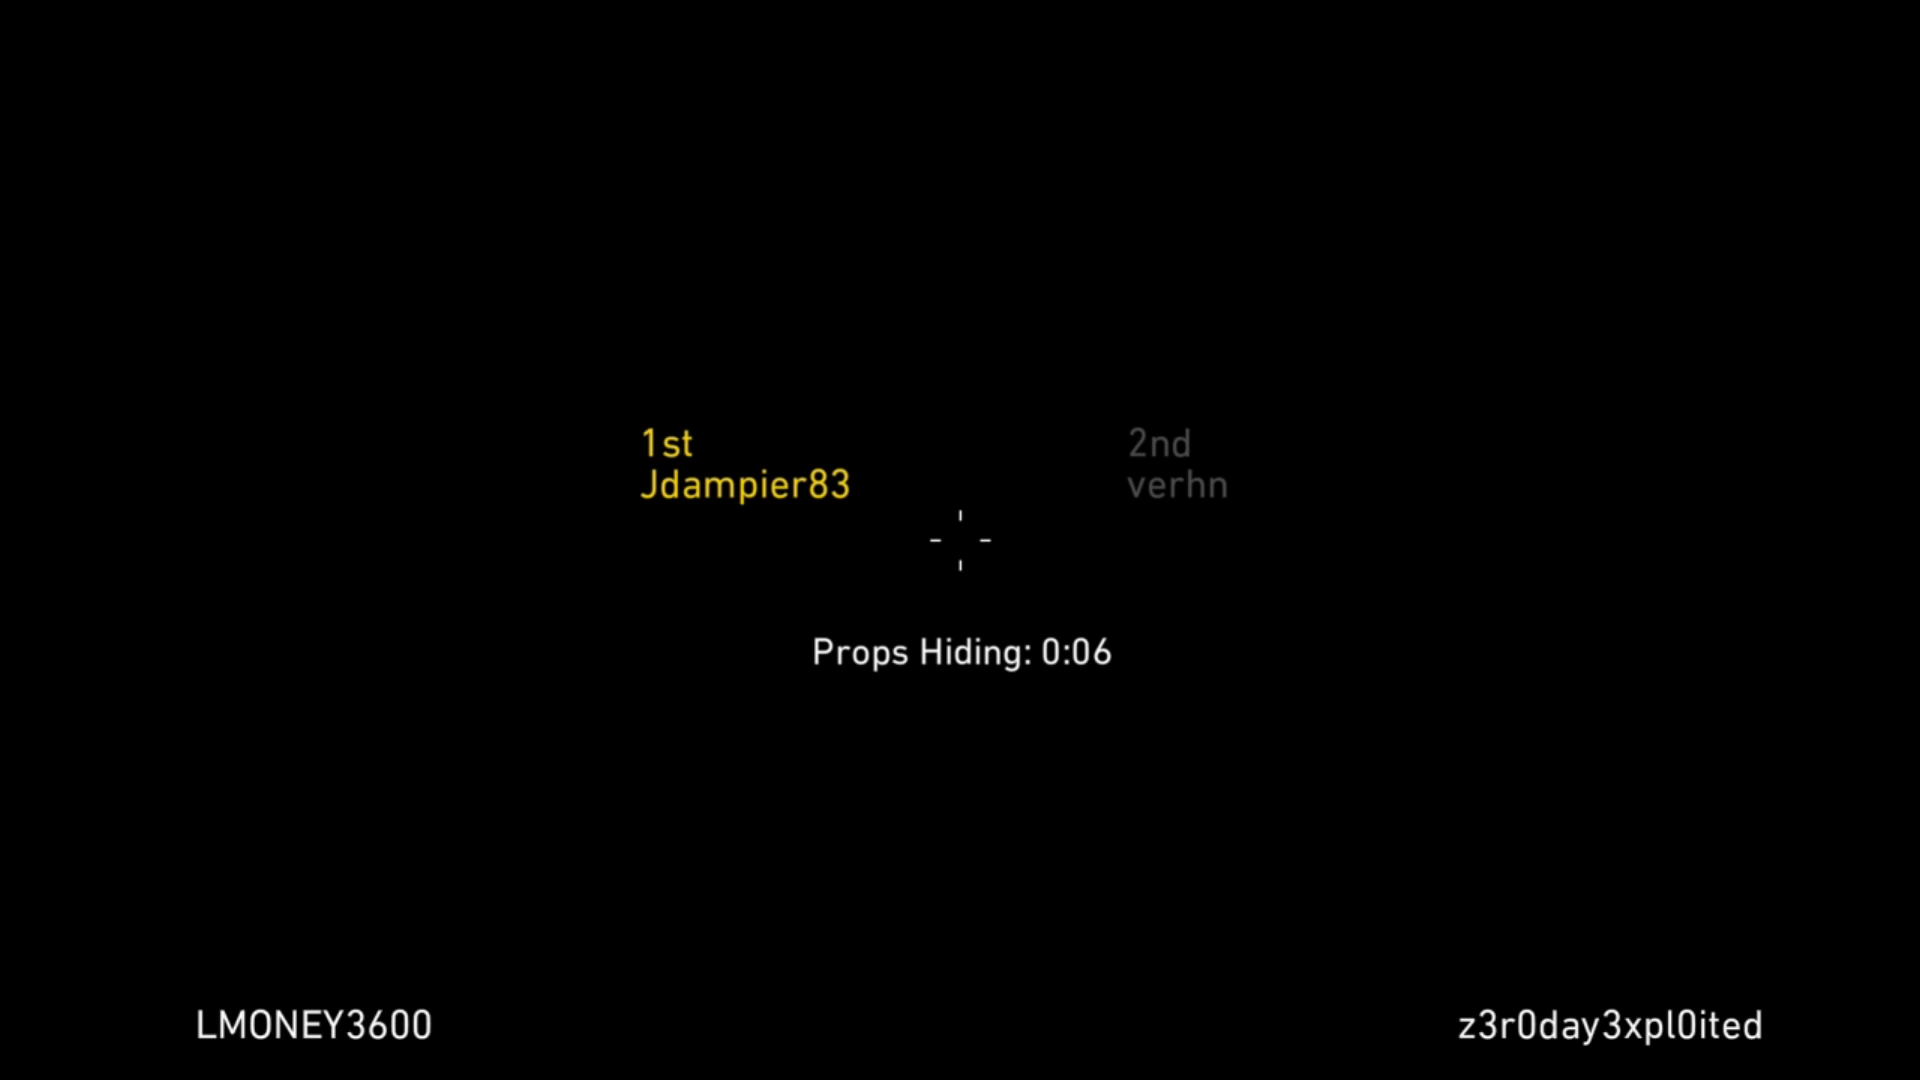 1st
Jdampier83
2nd
verhn
Props Hiding: 0:06
LMONEY3600
z3r0day3xpl0ited